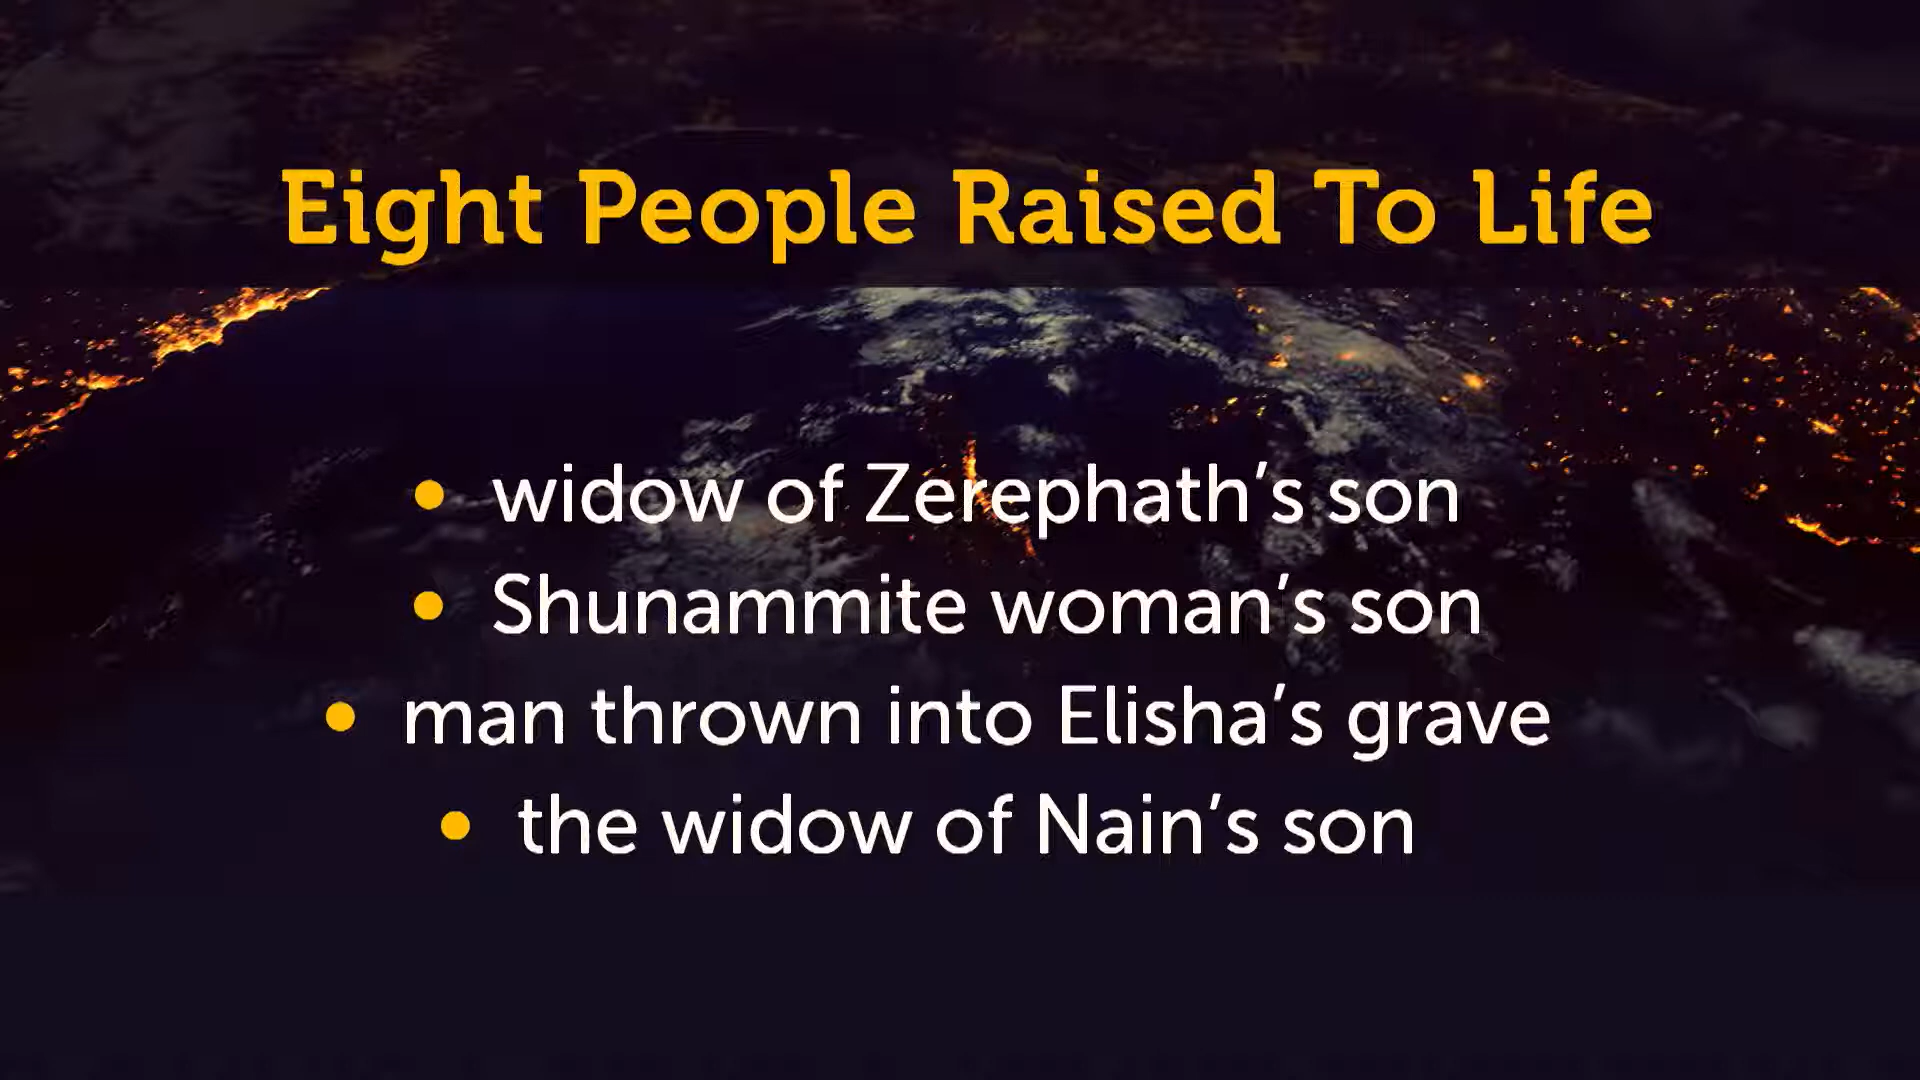 Eight People Raised To Life
• widow of Zerephath’s son
• Shunammite woman’s son
• man thrown into Elisha’s grave
• the widow of Nain’s son